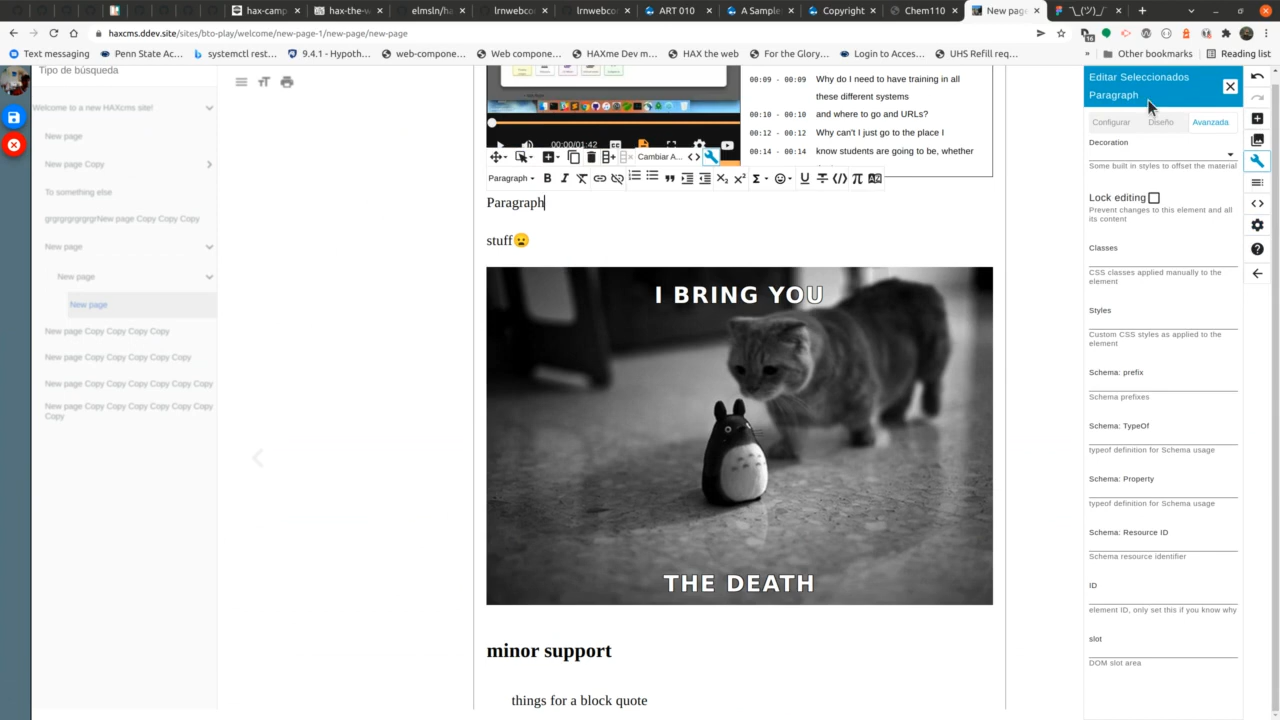 hax-camp
hax-the-w
elmsln/ha
lrnwebcor
lrnwebcor
ART 010
A Sample
Copyright
Chem110
New page
haxcms.ddev.site/sites/bto-play/welcome/new-page-1/new-page/new-page
Text messaging
Penn State Ac...
systemctl rest...
9.4.1 - Hypoth...
web-compone...
Web compone...
HAXme Dev m...
HAX the web
For the Glory...
Login to Acces...
UHS Refill req...
»
Other bookmarks
Reading list
Tipo de búsqueda
Welcome to a new HAXcms site!
New page
New page Copy
To something else
grgrgrgrgrgrNew page Copy Copy Copy
New page
New page
New page
New page Copy Copy Copy Copy
New page Copy Copy Copy Copy Copy
New page Copy Copy Copy Copy Copy Copy
New page Copy Copy Copy Copy Copy Copy
Copy
00:00/01:42
00:09 - 00:09 Why do I need to have training in all
these different systems
00:10 - 00:10 and where to go and URLs?
00:12 - 00:12 Why can't I just go to the place I
00:14 - 00:14 know students are going to be, whether
Cambiar A...
Paragraph
Paragraph
stuff😦
I BRING YOU
THE DEATH
minor support
things for a block quote
Editar Seleccionados
Paragraph
Configurar
Diseño
Avanzada
Decoration
Some built in styles to offset the material
Lock editing
Prevent changes to this element and all
its content
Classes
CSS classes applied manually to the
element
Styles
Custom CSS styles as applied to the
element
Schema: prefix
Schema prefixes
Schema: TypeOf
typeof definition for Schema usage
Schema: Property
typeof definition for Schema usage
Schema: Resource ID
Schema resource identifier
ID
element ID, only set this if you know why
slot
DOM slot area